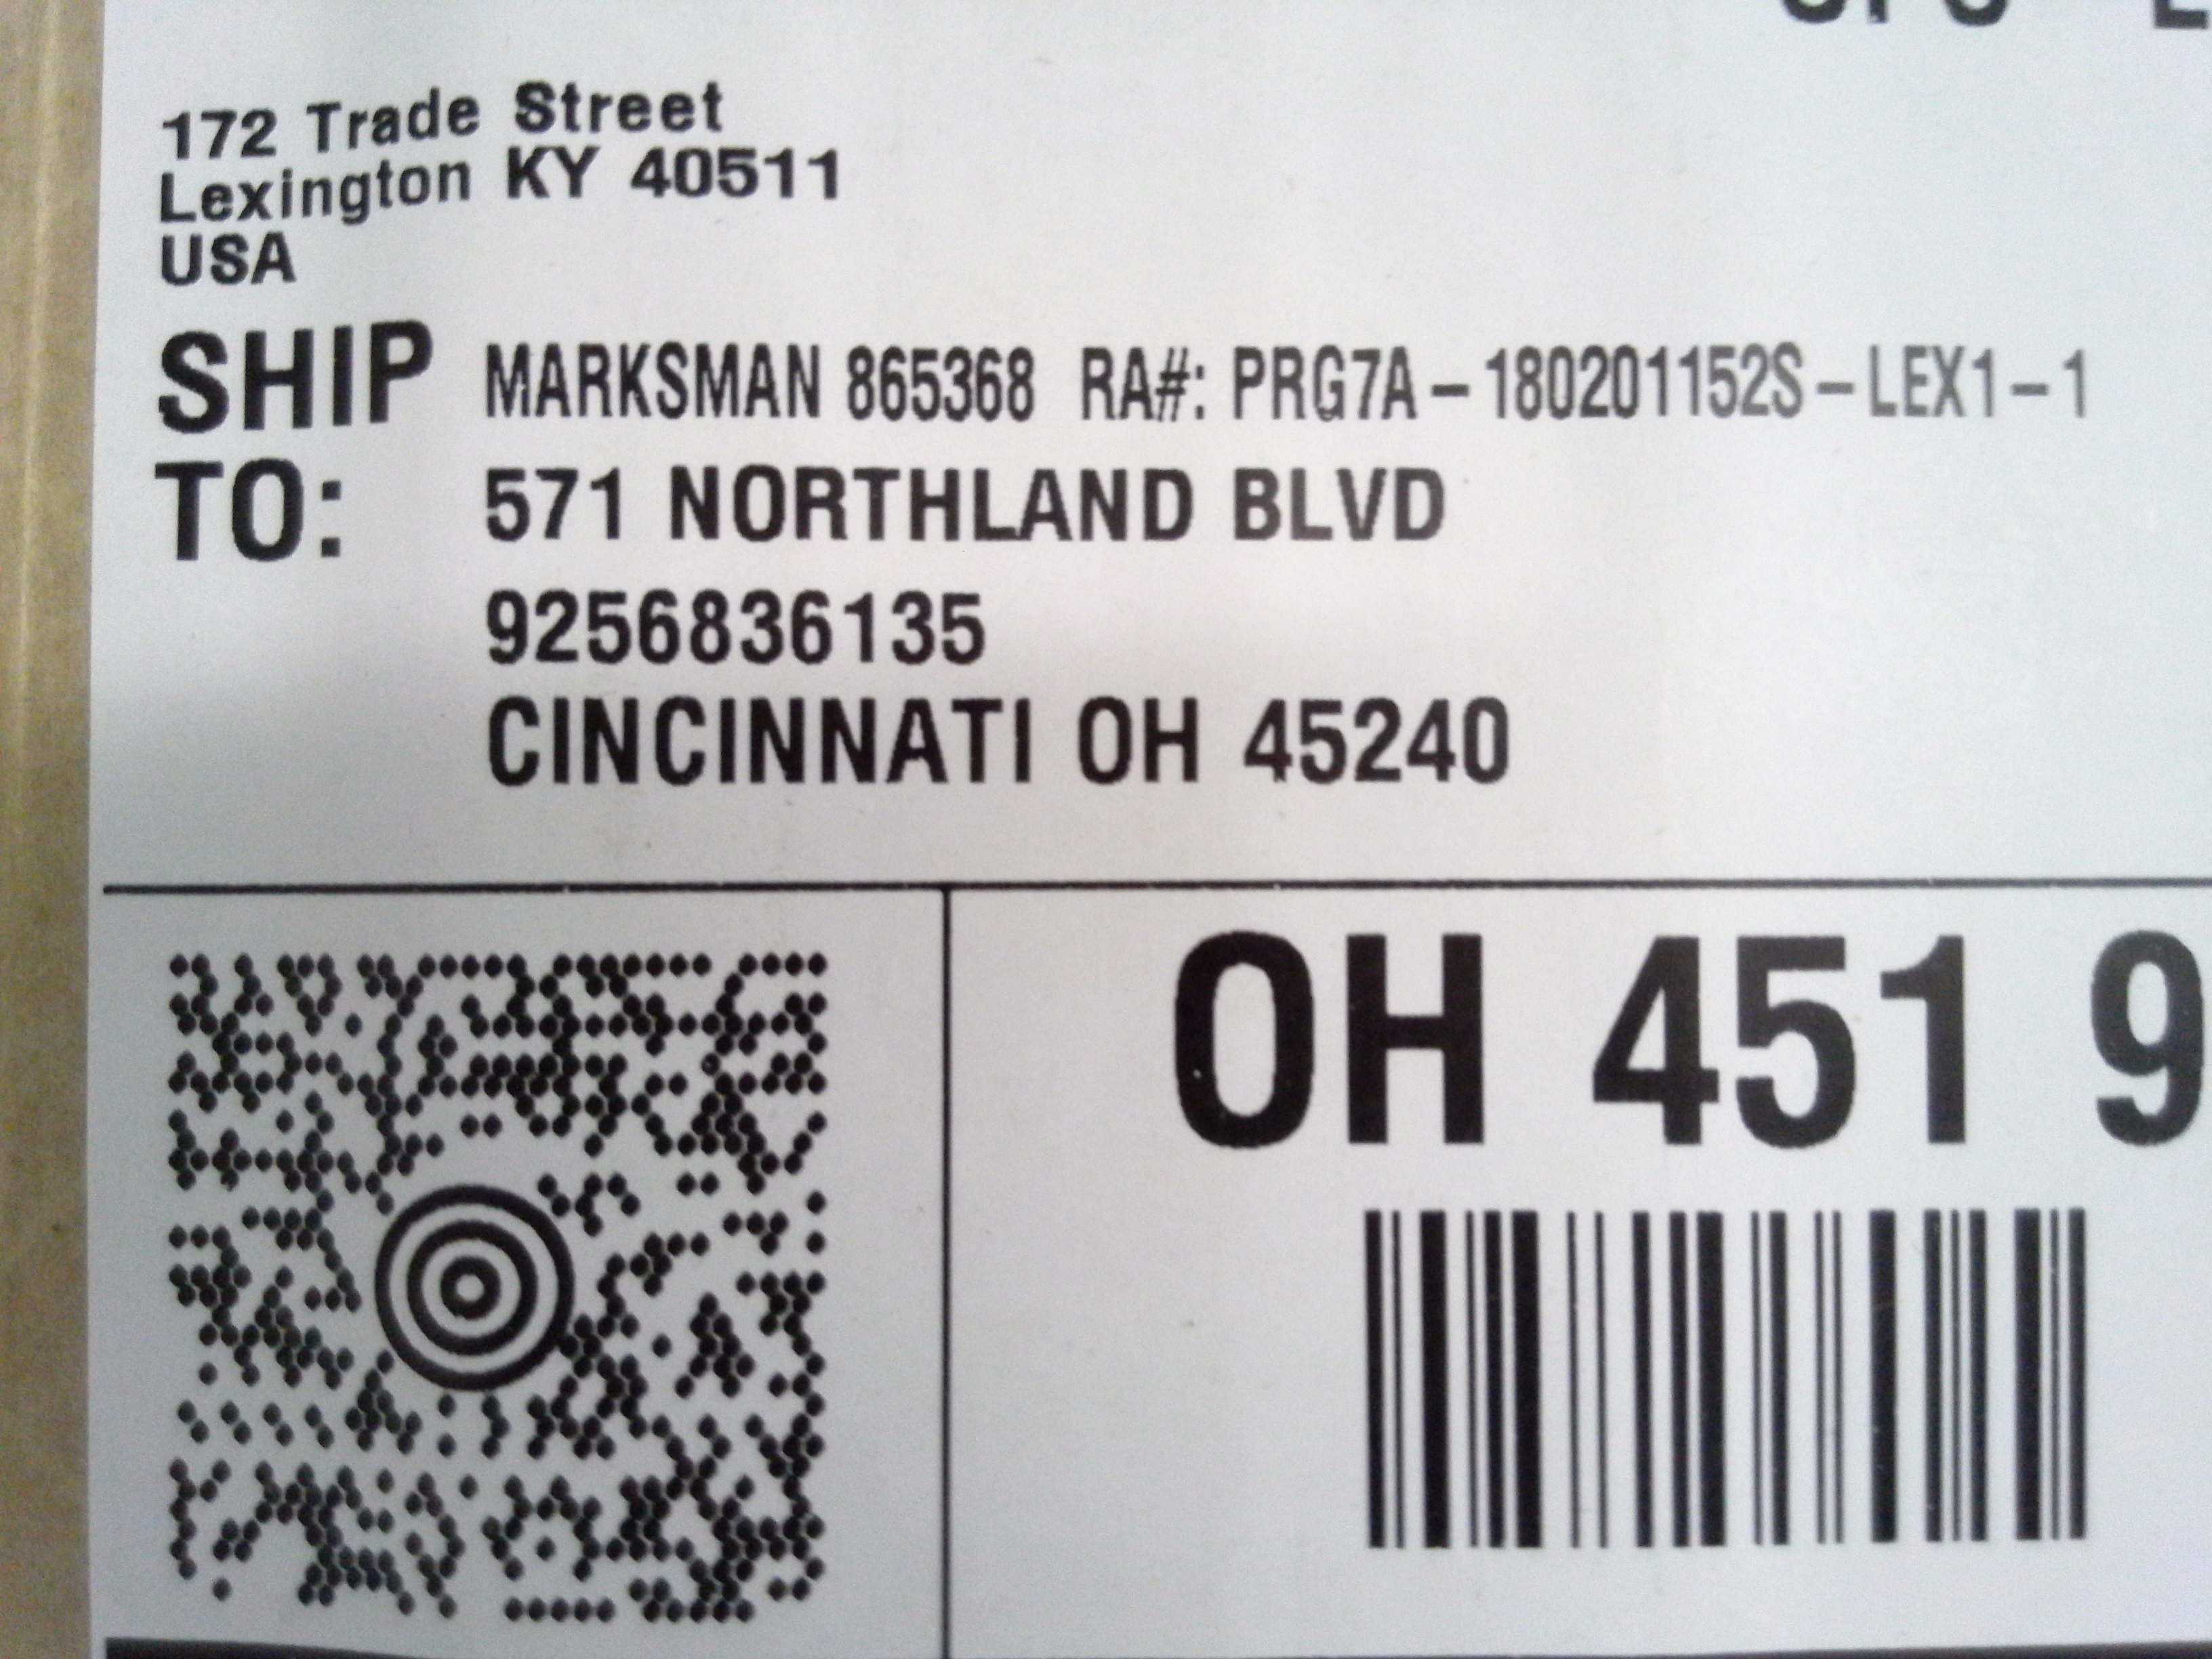 172 Trade Street
Lexington KY 40511
USA
SHIP TO:
MARKSMAN 865368 RA#: PRG7A-180201152S-LEX1-1
571 NORTHLAND BLVD
9256836135
CINCINNATI OH 45240
OH 451 9